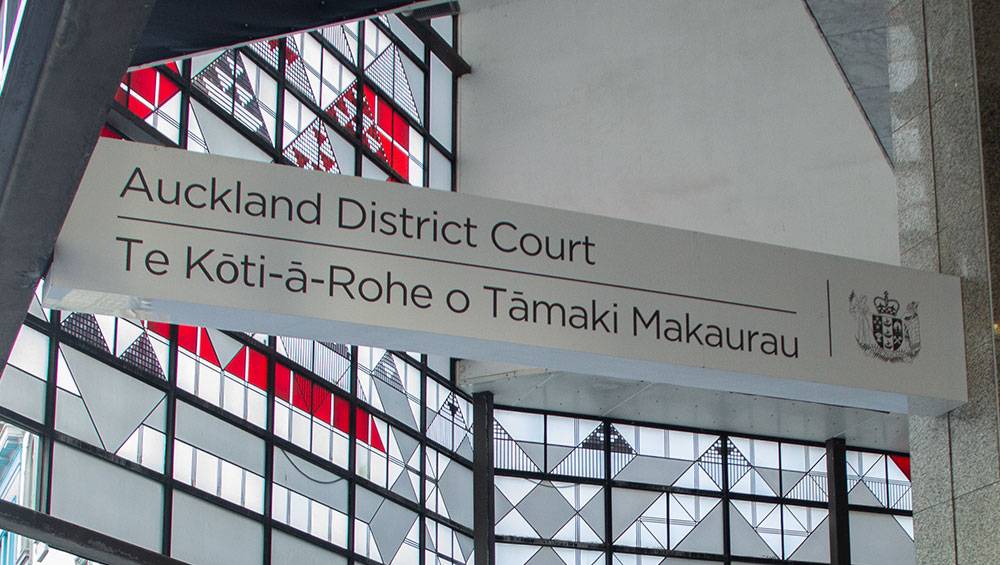 Auckland District Court
Te Kōti-ā-Rohe o Tāmaki Makaurau